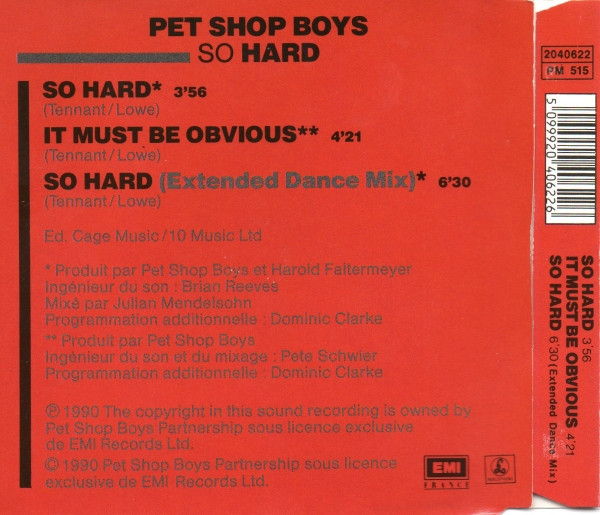 PET SHOP BOYS
SO HARD
SO HARD* 3'56
(Tennant/Lowe)
IT MUST BE OBVIOUS** 4'21
(Tennant/Lowe)
SO HARD (Extended Dance Mix)* 6'30
(Tennant/Lowe)
Ed. Cage Music/10 Music Ltd
* Produit par Pet Shop Boys et Harold Faltermeyer
Ingénieur du son : Brian Reeves
Mixé par Julian Mendelsohn
Programmation additionnelle : Dominic Clarke
** Produit par Pet Shop Boys
Ingénieur du son et du mixage : Pete Schwier
Programmation additionnelle : Dominic Clarke
℗ 1990 The copyright in this sound recording is owned by
Pet Shop Boys Partnership sous licence exclusive
de EMI Records Ltd.
© 1990 Pet Shop Boys Partnership sous licence
exclusive de EMI Records Ltd.
EMI
FRANCE
2040622
PM 515
5 099920 406226
SO HARD 3'56
IT MUST BE OBVIOUS 4'21
SO HARD 6'30 (Extended Dance Mix)